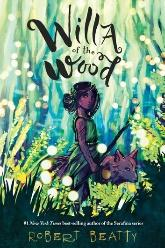 Willa
of the
Wood
#1 New York Times best-selling author of the Serafina series
ROBERT BEATTY